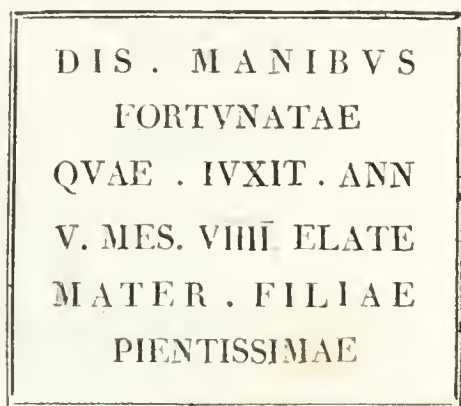 DIS . MANIBVS
FORTVNATAE
QVAE . IVXIT . ANN
V. MES. VIIII ELATE
MATER . FILIAE
PIENTISSIMAE